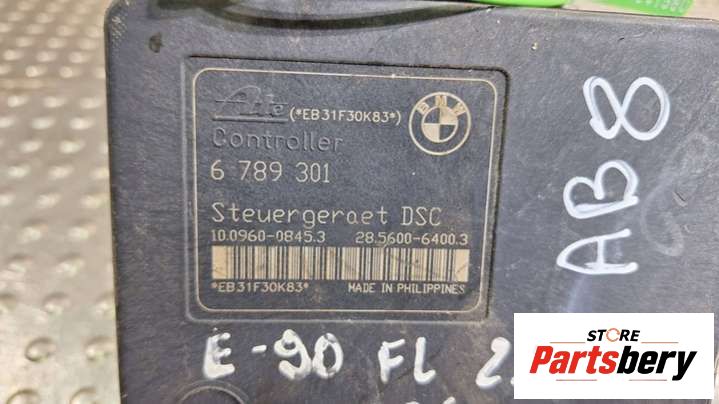 Ate (*EB31F30K83*)
BMW
Controller
6 789 301
Steuergeraet DSC
10.0960-0845.3 28.5600-6400.3
*EB31F30K83* MADE IN PHILIPPINES
AB8
E-90 FL
STORE
Partsbery